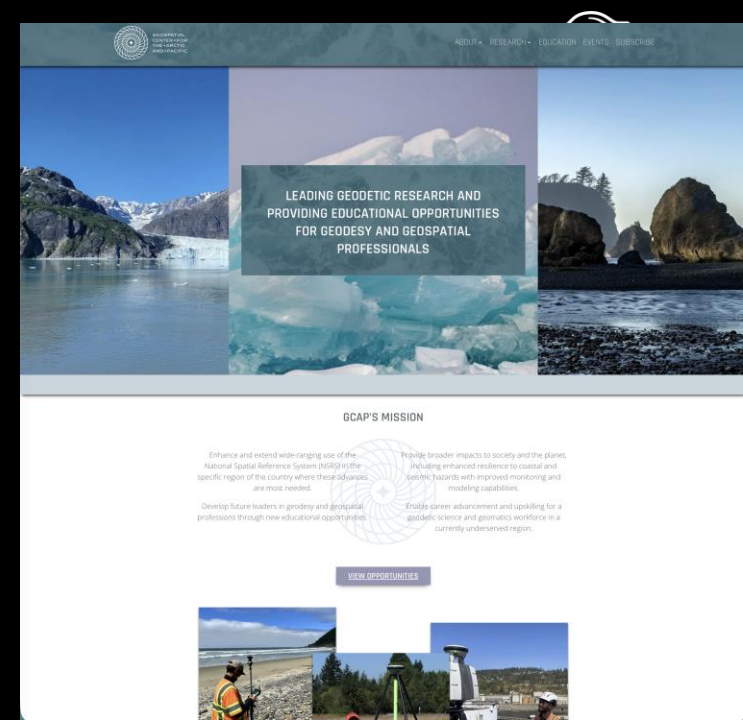 GEOSPATIAL
CENTER•FOR
THE•ARCTIC
AND•PACIFIC
ABOUT RESEARCH EDUCATION EVENTS SUBSCRIBE
LEADING GEODETIC RESEARCH AND
PROVIDING EDUCATIONAL OPPORTUNITIES
FOR GEODESY AND GEOSPATIAL
PROFESSIONALS
GCAP'S MISSION
Enhance and extend wide-ranging use of the
National Spatial Reference System (NSRS) in the
specific region of the country where these advances
are most needed.
Develop future leaders in geodesy and geospatial
professions through new educational opportunities.
Provide broader impacts to society and the planet,
including enhanced resilience to coastal and
seismic hazards with improved monitoring and
modeling capabilities.
Enable career advancement and upskilling for a
geodetic science and geomatics workforce in a
currently underserved region.
VIEW OPPORTUNITIES